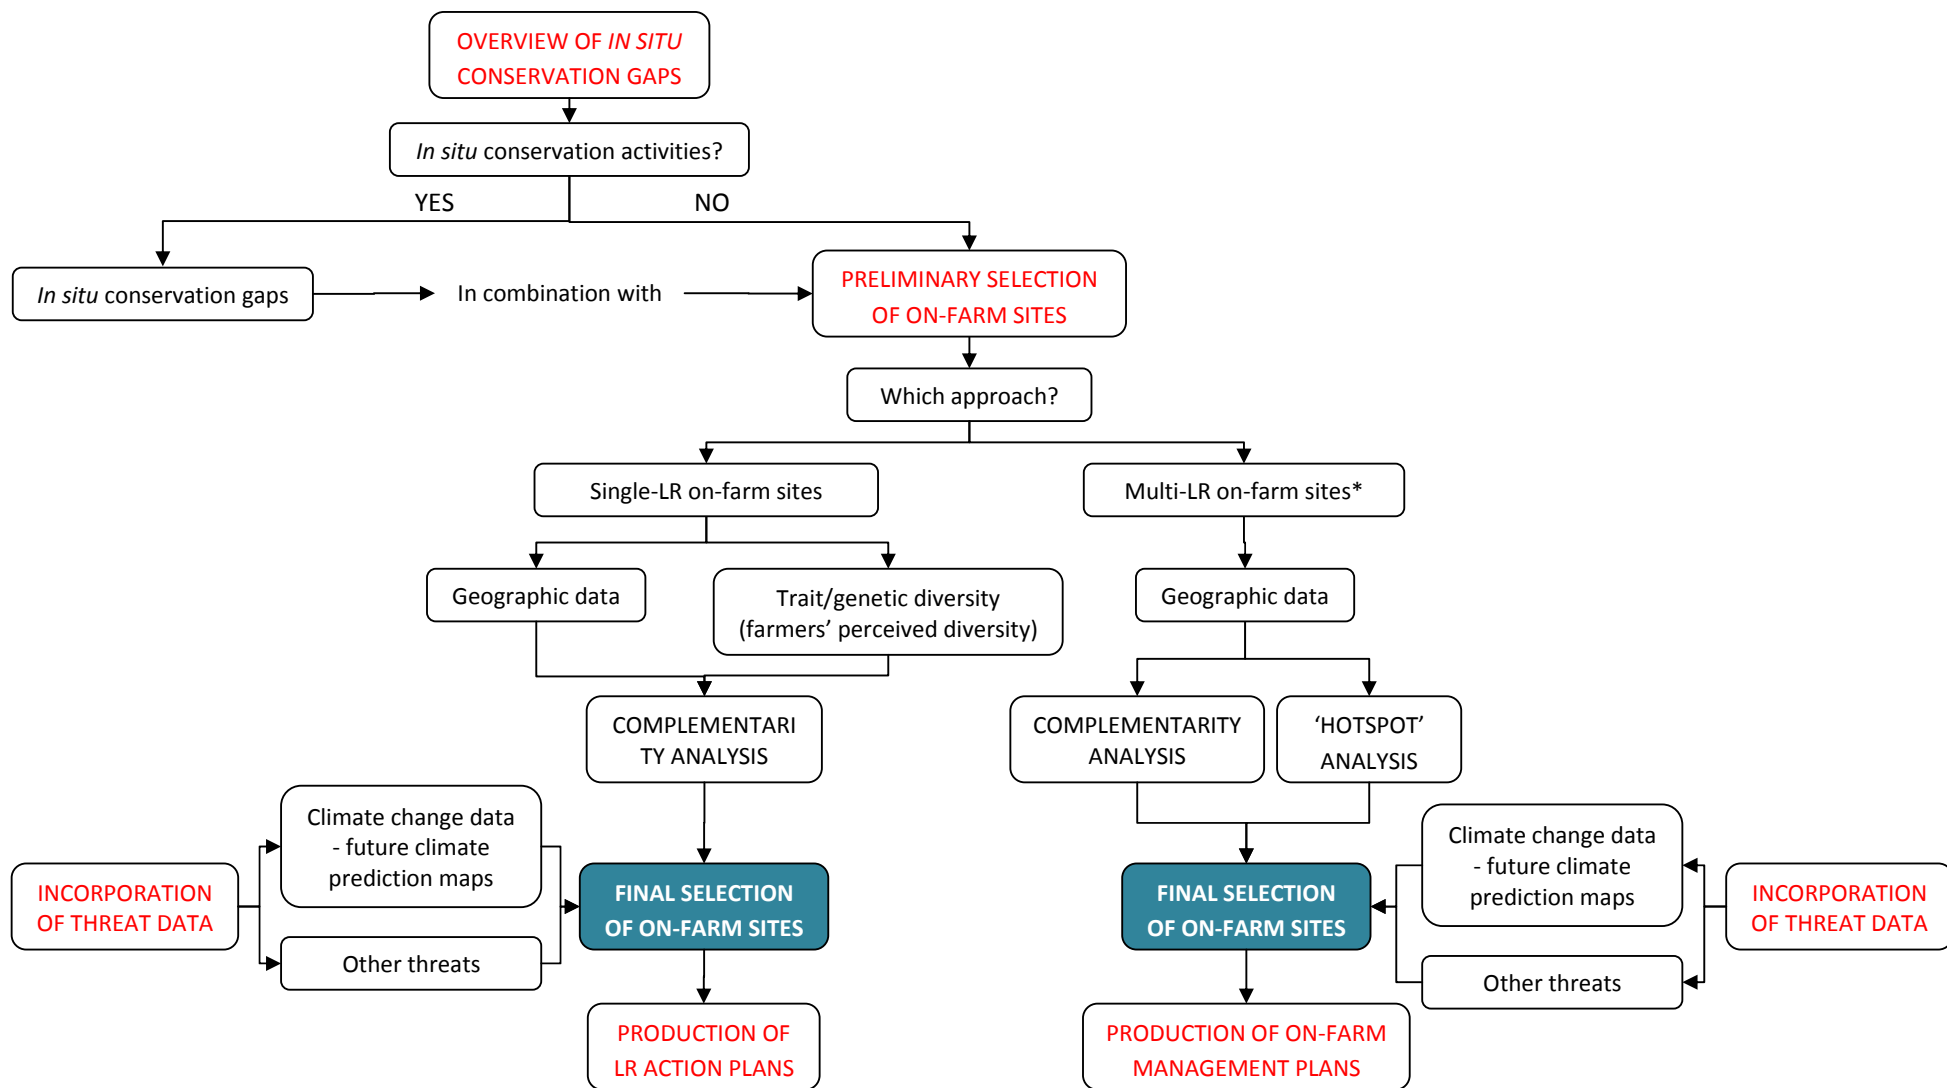 OVERVIEW OF IN SITU
CONSERVATION GAPS
In situ conservation activities?
YES
NO
In situ conservation gaps
In combination with
PRELIMINARY SELECTION
OF ON-FARM SITES
Which approach?
Single-LR on-farm sites
Multi-LR on-farm sites*
Geographic data
Trait/genetic diversity
(farmers’ perceived diversity)
Geographic data
COMPLEMENTARI
TY ANALYSIS
COMPLEMENTARITY
ANALYSIS
‘HOTSPOT’
ANALYSIS
INCORPORATION
OF THREAT DATA
Climate change data
- future climate
prediction maps
Other threats
FINAL SELECTION
OF ON-FARM SITES
FINAL SELECTION
OF ON-FARM SITES
Climate change data
- future climate
prediction maps
Other threats
INCORPORATION
OF THREAT DATA
PRODUCTION OF
LR ACTION PLANS
PRODUCTION OF ON-FARM
MANAGEMENT PLANS